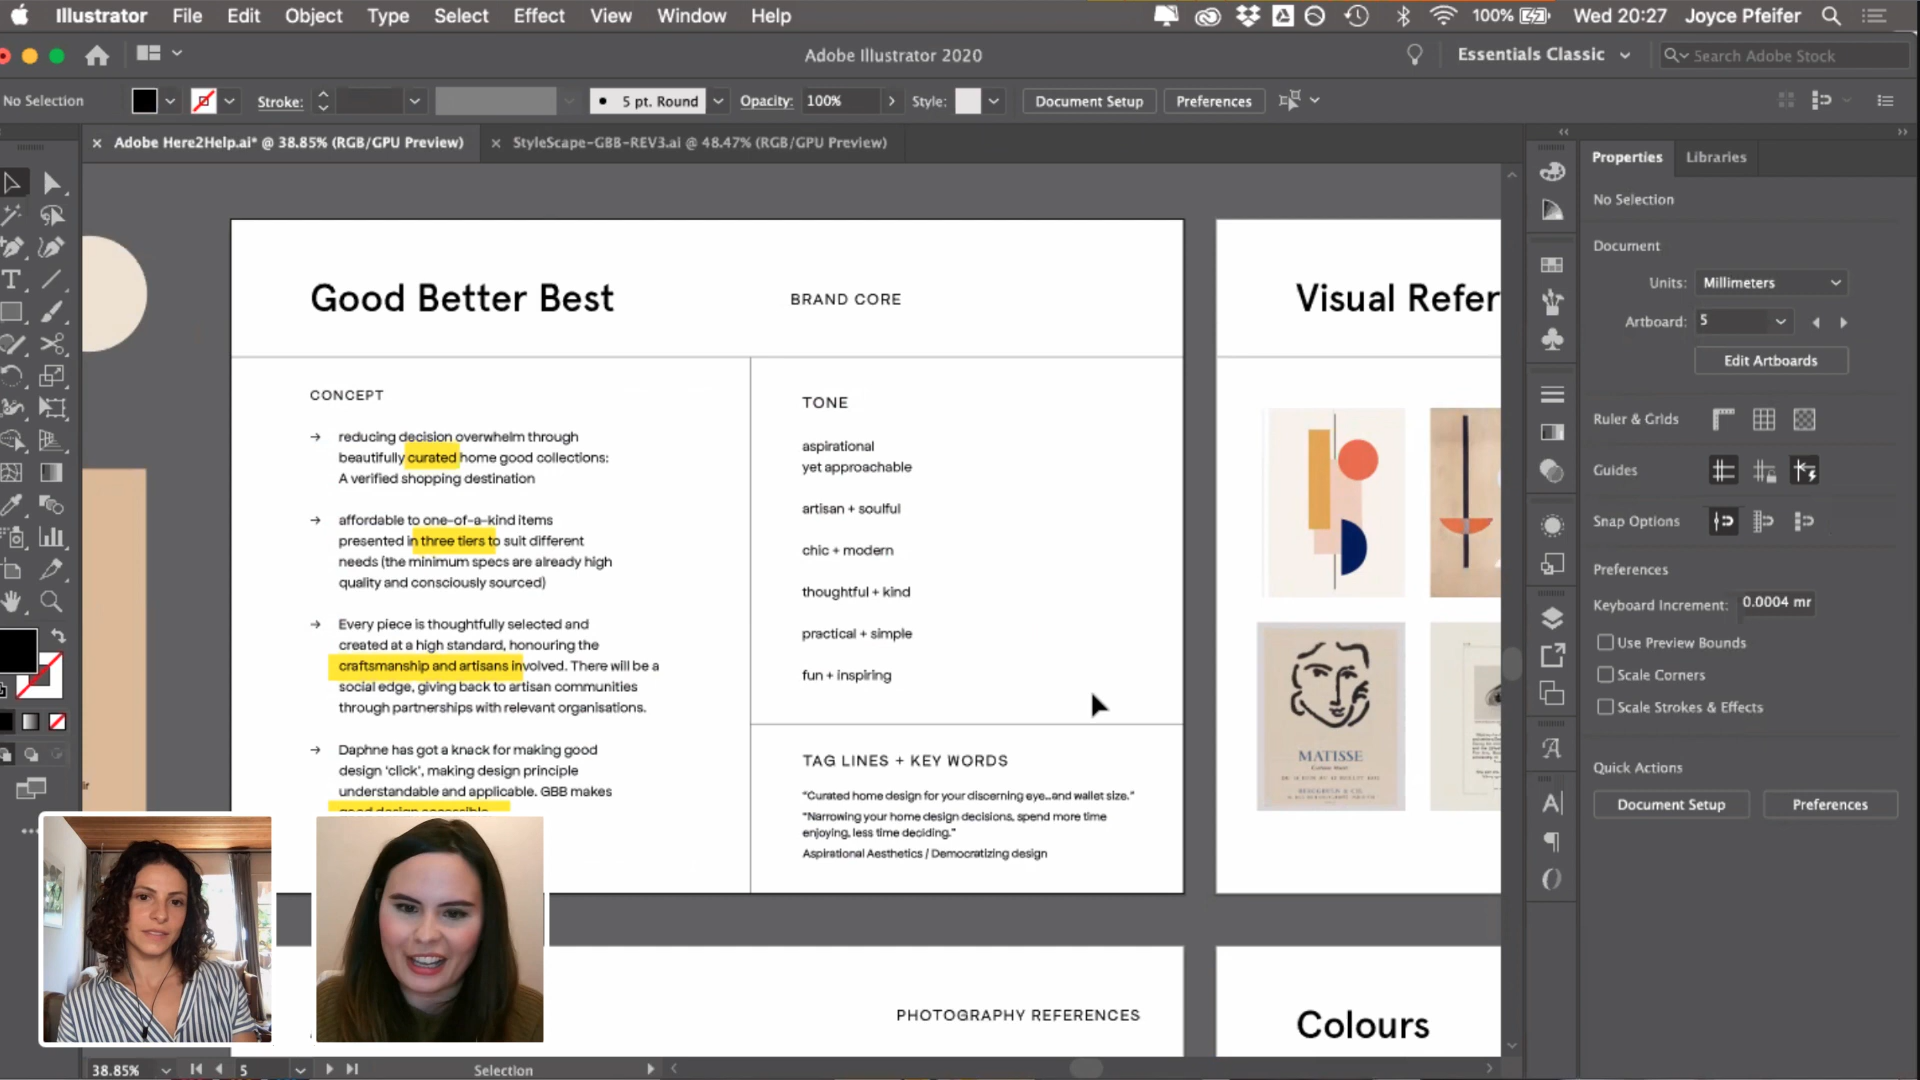 Illustrator File Edit Object Type Select Effect View Window Help 100% Wed 20:27 Joyce Pfeifer
Adobe Illustrator 2020 Essentials Classic Search Adobe Stock
No Selection Stroke: 5 pt. Round Opacity: 100% Style: Document Setup Preferences
Adobe Here2Help.ai* @ 38.85% (RGB/GPU Preview) StyleScape-GBB-REV3.ai @ 48.47% (RGB/GPU Preview)
Good Better Best
BRAND CORE
CONCEPT
reducing decision overwhelm through
beautifully curated home good collections:
A verified shopping destination
affordable to one-of-a-kind items
presented in three tiers to suit different
needs (the minimum specs are already high
quality and consciously sourced)
Every piece is thoughtfully selected and
created at a high standard, honouring the
craftsmanship and artisans involved. There will be a
social edge, giving back to artisan communities
through partnerships with relevant organisations.
Daphne has got a knack for making good
design ‘click’, making design principle
understandable and applicable. GBB makes
good design accessible
TONE
aspirational
yet approachable
artisan + soulful
chic + modern
thoughtful + kind
practical + simple
fun + inspiring
TAG LINES + KEY WORDS
“Curated home design for your discerning eye...and wallet size.”
“Narrowing your home design decisions, spend more time
enjoying, less time deciding.”
Aspirational Aesthetics / Democratizing design
Visual Refer
MATISSE
PHOTOGRAPHY REFERENCES
Colours
Properties Libraries
No Selection
Document
Units: Millimeters
Artboard: 5
Edit Artboards
Ruler & Grids
Guides
Snap Options
Preferences
Keyboard Increment: 0.0004 mr
Use Preview Bounds
Scale Corners
Scale Strokes & Effects
Quick Actions
Document Setup Preferences
38.85% 5 Selection